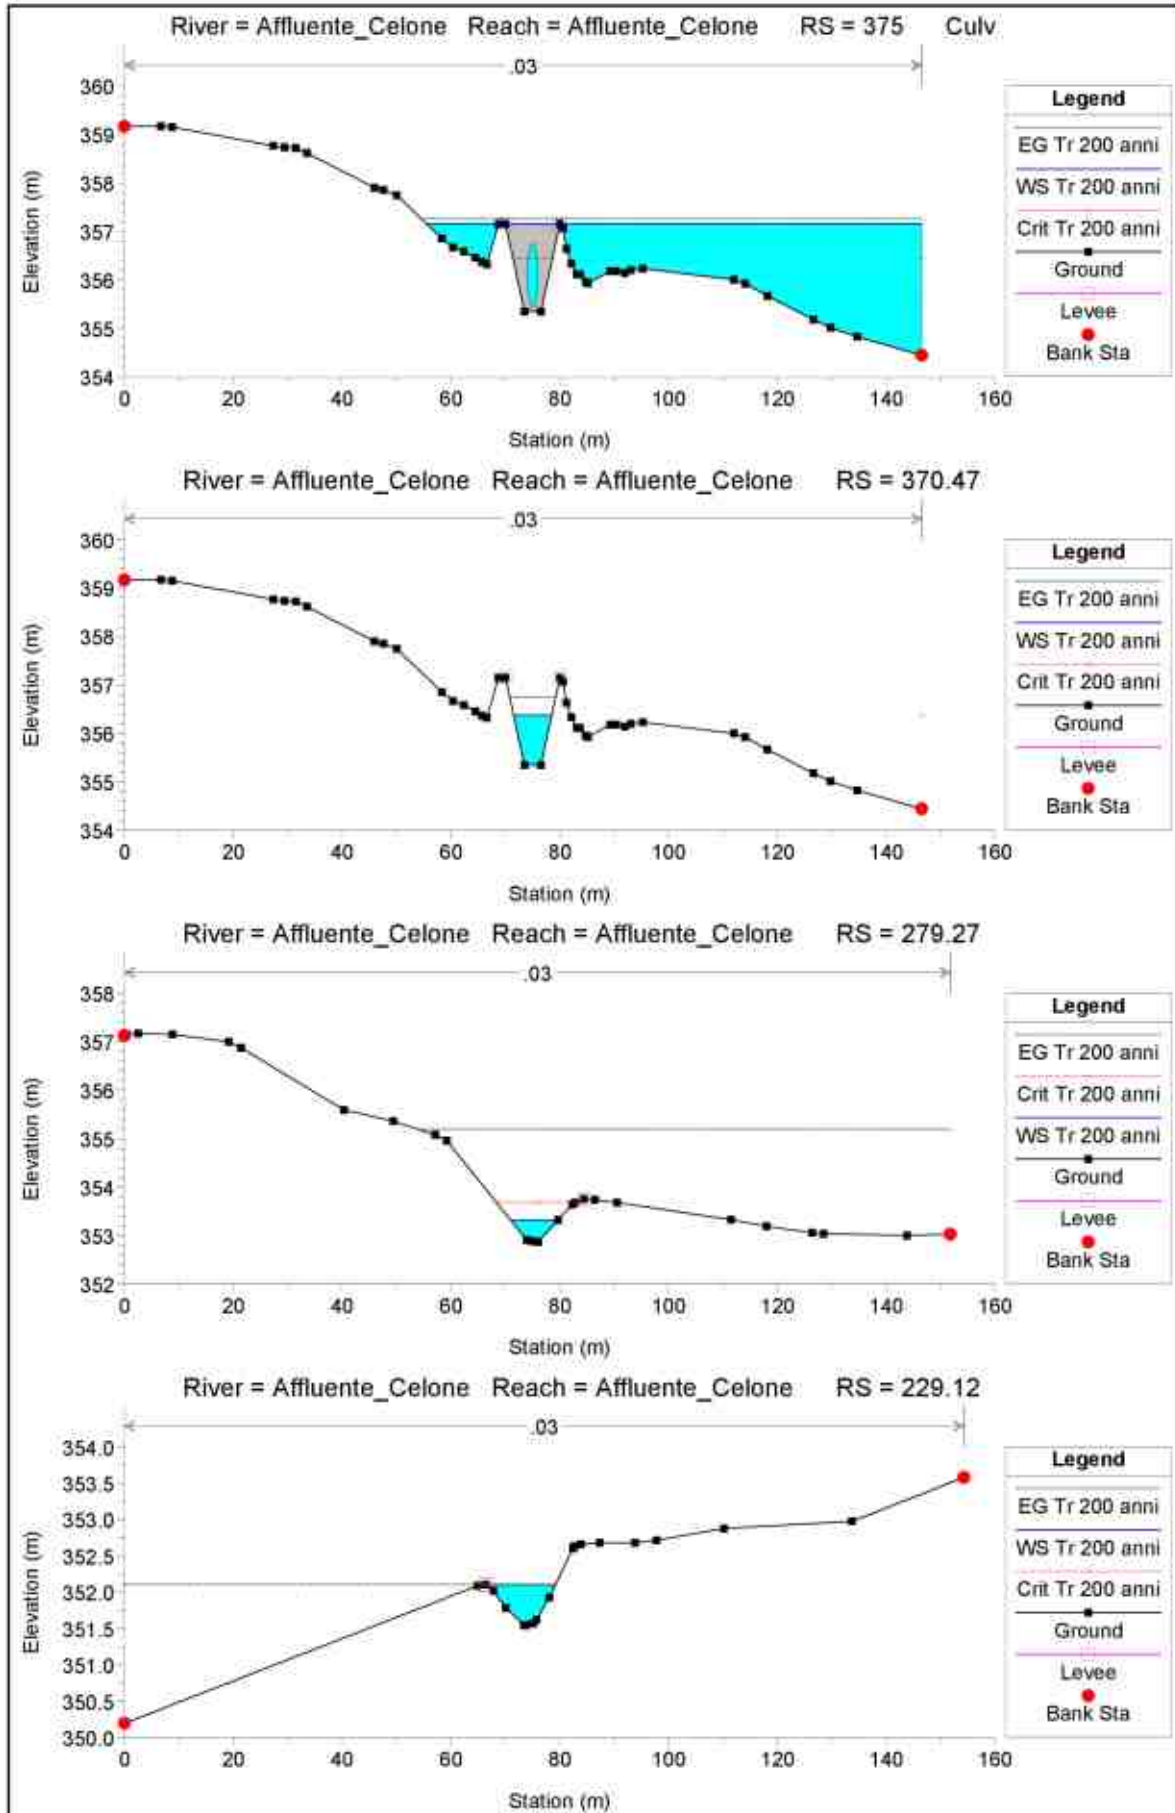 River = Affluente_Celone Reach = Affluente_Celone RS = 375 Culv
.03
Elevation (m)
360
359
358
357
356
355
354
0 20 40 60 80 100 120 140 160
Station (m)
Legend
EG Tr 200 anni
WS Tr 200 anni
Crit Tr 200 anni
Ground
Levee
Bank Sta
River = Affluente_Celone Reach = Affluente_Celone RS = 370.47
.03
Elevation (m)
360
359
358
357
356
355
354
0 20 40 60 80 100 120 140 160
Station (m)
Legend
EG Tr 200 anni
WS Tr 200 anni
Crit Tr 200 anni
Ground
Levee
Bank Sta
River = Affluente_Celone Reach = Affluente_Celone RS = 279.27
.03
Elevation (m)
358
357
356
355
354
353
352
0 20 40 60 80 100 120 140 160
Station (m)
Legend
EG Tr 200 anni
Crit Tr 200 anni
WS Tr 200 anni
Ground
Levee
Bank Sta
River = Affluente_Celone Reach = Affluente_Celone RS = 229.12
.03
Elevation (m)
354.0
353.5
353.0
352.5
352.0
351.5
351.0
350.5
350.0
0 20 40 60 80 100 120 140 160
Station (m)
Legend
EG Tr 200 anni
WS Tr 200 anni
Crit Tr 200 anni
Ground
Levee
Bank Sta